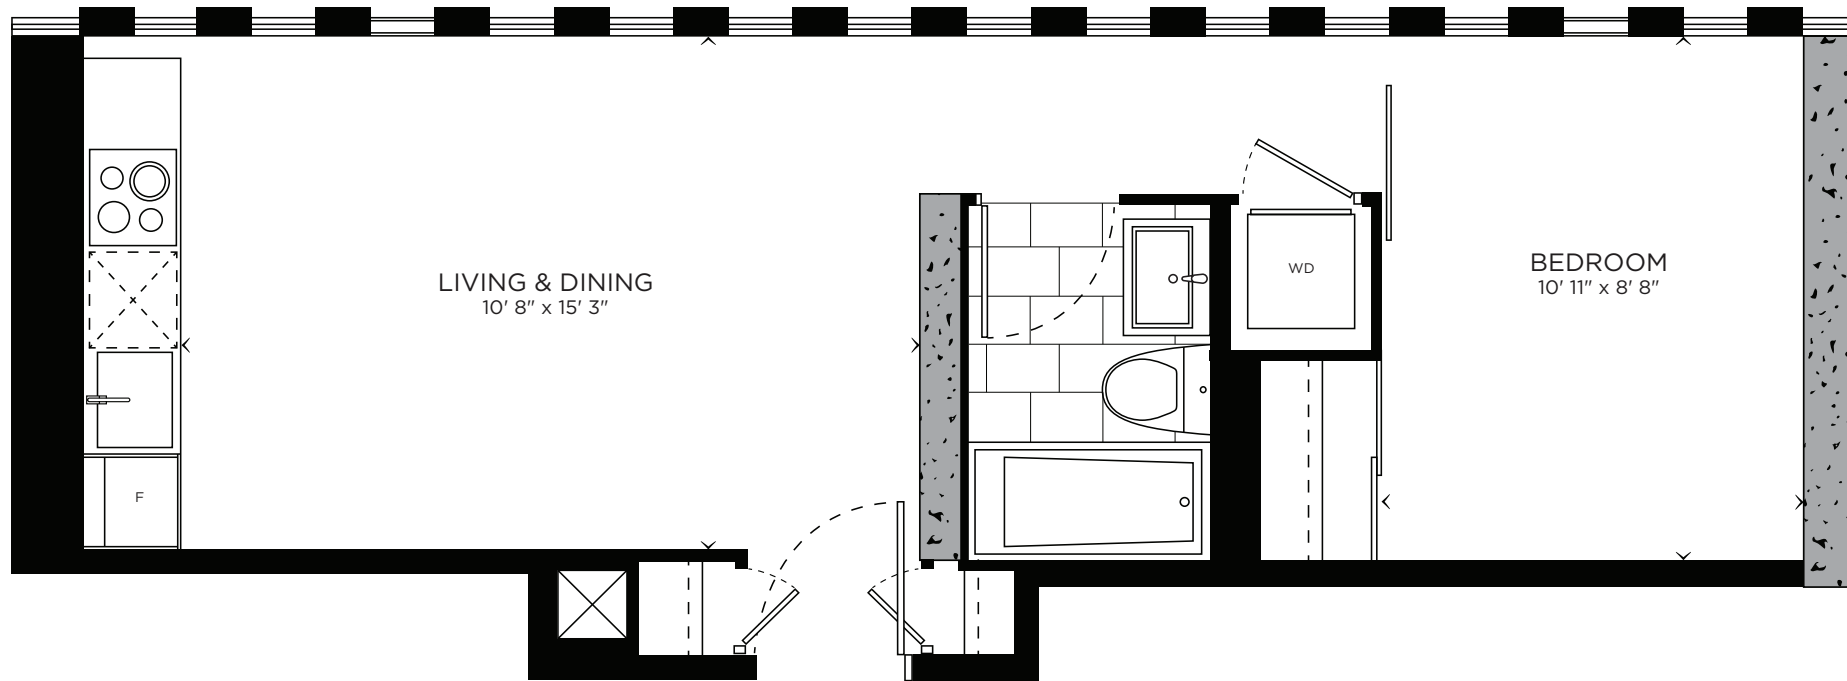 LIVING & DINING
10' 8" x 15' 3"
WD
BEDROOM
10' 11" x 8' 8"
F